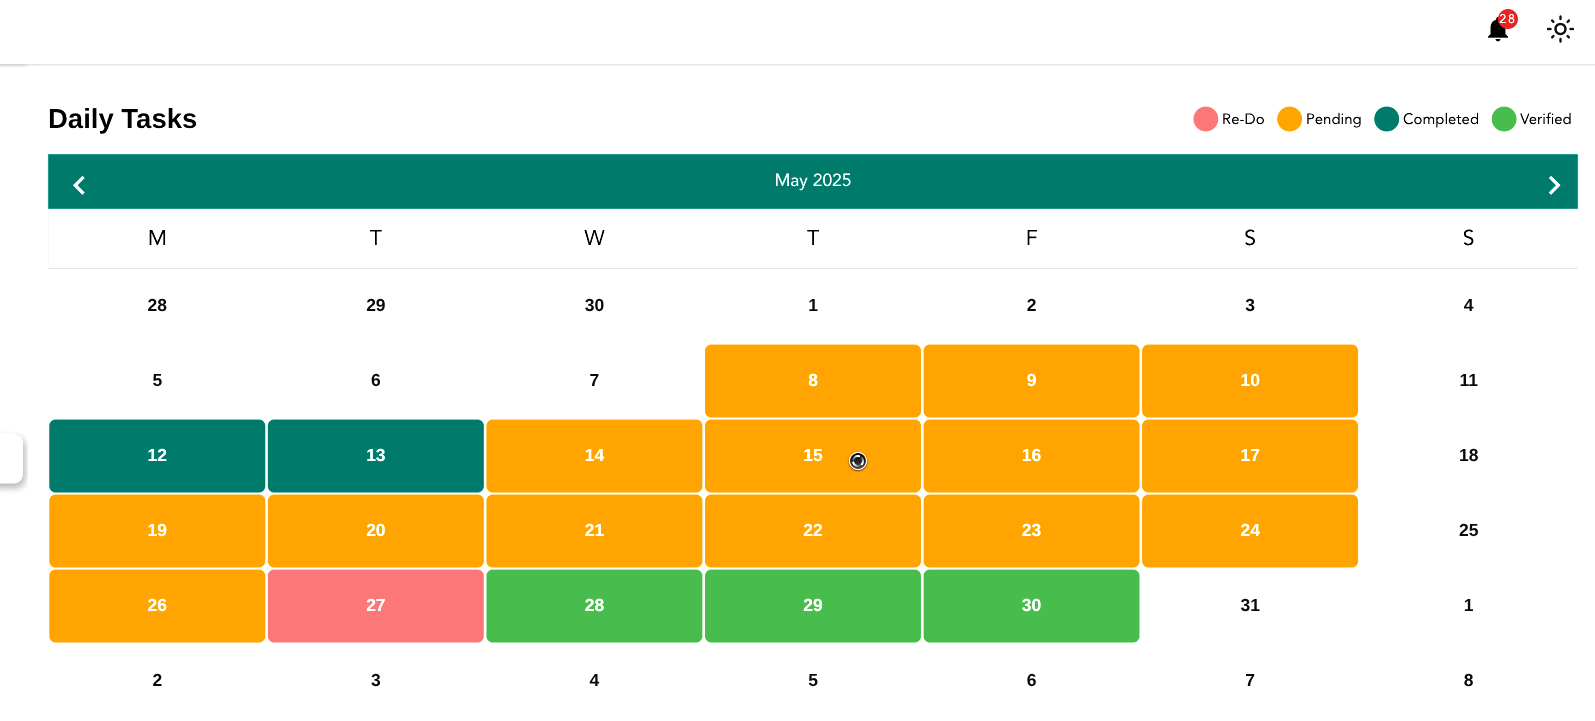 28
Daily Tasks
Re-Do Pending Completed Verified
May 2025
M T W T F S S
28 29 30 1 2 3 4
5 6 7 8 9 10 11
12 13 14 15 16 17 18
19 20 21 22 23 24 25
26 27 28 29 30 31 1
2 3 4 5 6 7 8